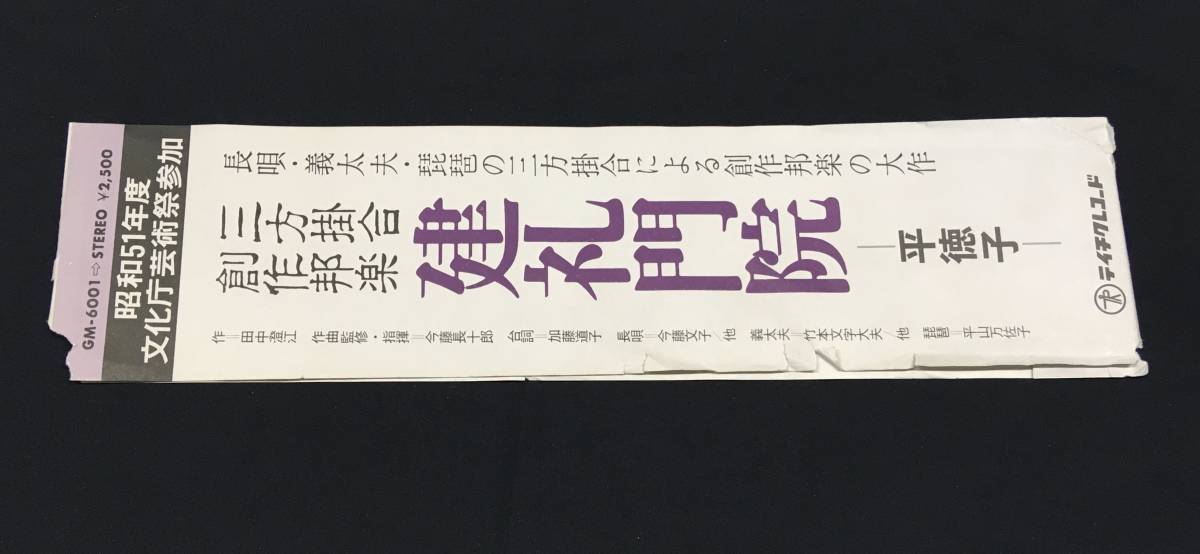 GM-6001⇨STEREO ¥2,500
昭和51年度
文化庁芸術祭参加
長唄・義太夫・琵琶の三方掛合による創作邦楽の大作
三方掛合
創作邦楽
建礼門院
―平徳子―
作=田中澄江 作曲監修・指揮=今藤長十郎 台詞=加藤道子 長唄=今藤文子/他 義太夫=竹本文字大夫/他 琵琶=平山万佐子
テイチクレコード